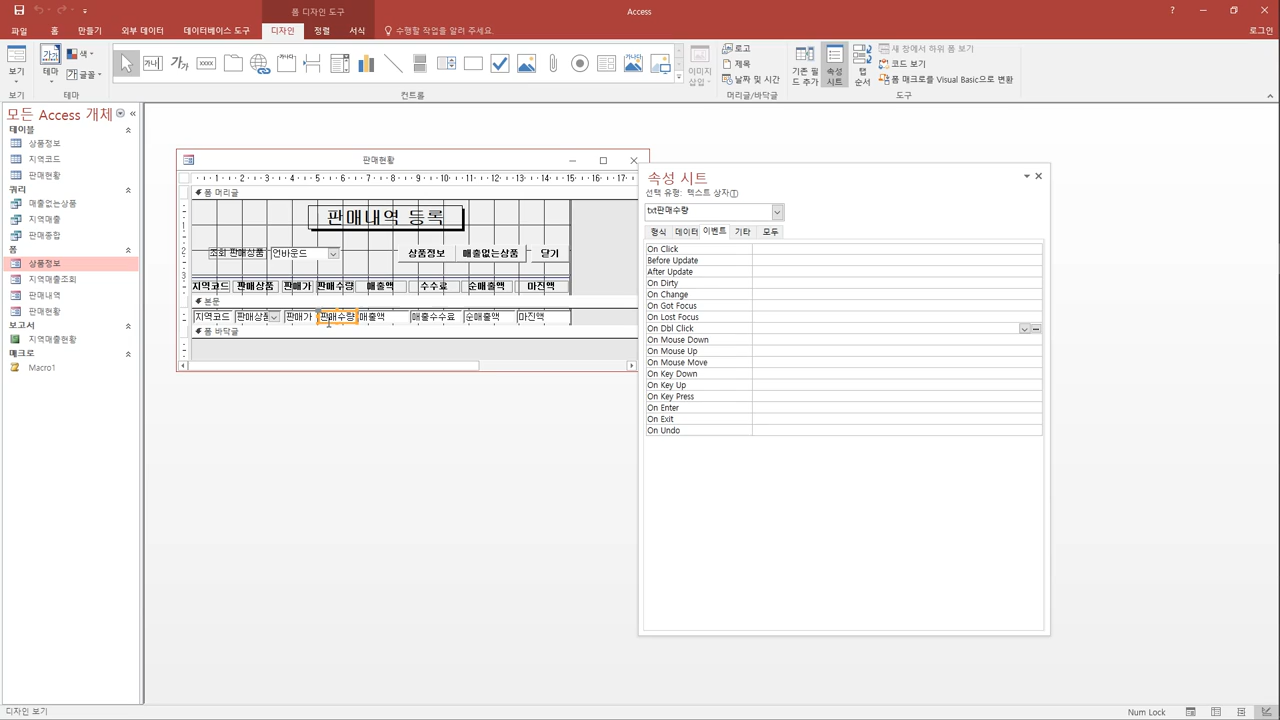 폼 디자인 도구
Access
?
파일 홈 만들기 외부 데이터 데이터베이스 도구 디자인 정렬 서식 수행할 작업을 알려 주세요.
로그인
보기
테마
색
글꼴
가나
xxxx
이미지 삽입
로고
제목
날짜 및 시간
기존 필드 추가
속성 시트
탭 순서
새 창에서 하위 폼 보기
코드 보기
폼 매크로를 Visual Basic으로 변환
보기 테마 컨트롤 머리글/바닥글 도구
모든 Access 개체
테이블
상품정보
지역코드
판매현황
쿼리
매출없는상품
지역매출
판매종합
폼
상품정보
지역매출조회
판매내역
판매현황
보고서
지역매출현황
매크로
Macro1
판매현황
1 2 3 4 5 6 7 8 9 10 11 12 13 14 15 16 17
폼 머리글
판매내역 등록
조회 판매상품 언바운드 상품정보 매출없는상품 닫기
지역코드 판매상품 판매가 판매수량 매출액 수수료 순매출액 마진액
본문
지역코드 판매상품 판매가 판매수량 매출액 매출수수료 순매출액 마진액
폼 바닥글
속성 시트
선택 유형: 텍스트 상자(T)
txt판매수량
형식 데이터 이벤트 기타 모두
On Click
Before Update
After Update
On Dirty
On Change
On Got Focus
On Lost Focus
On Dbl Click
On Mouse Down
On Mouse Up
On Mouse Move
On Key Down
On Key Up
On Key Press
On Enter
On Exit
On Undo
디자인 보기
Num Lock